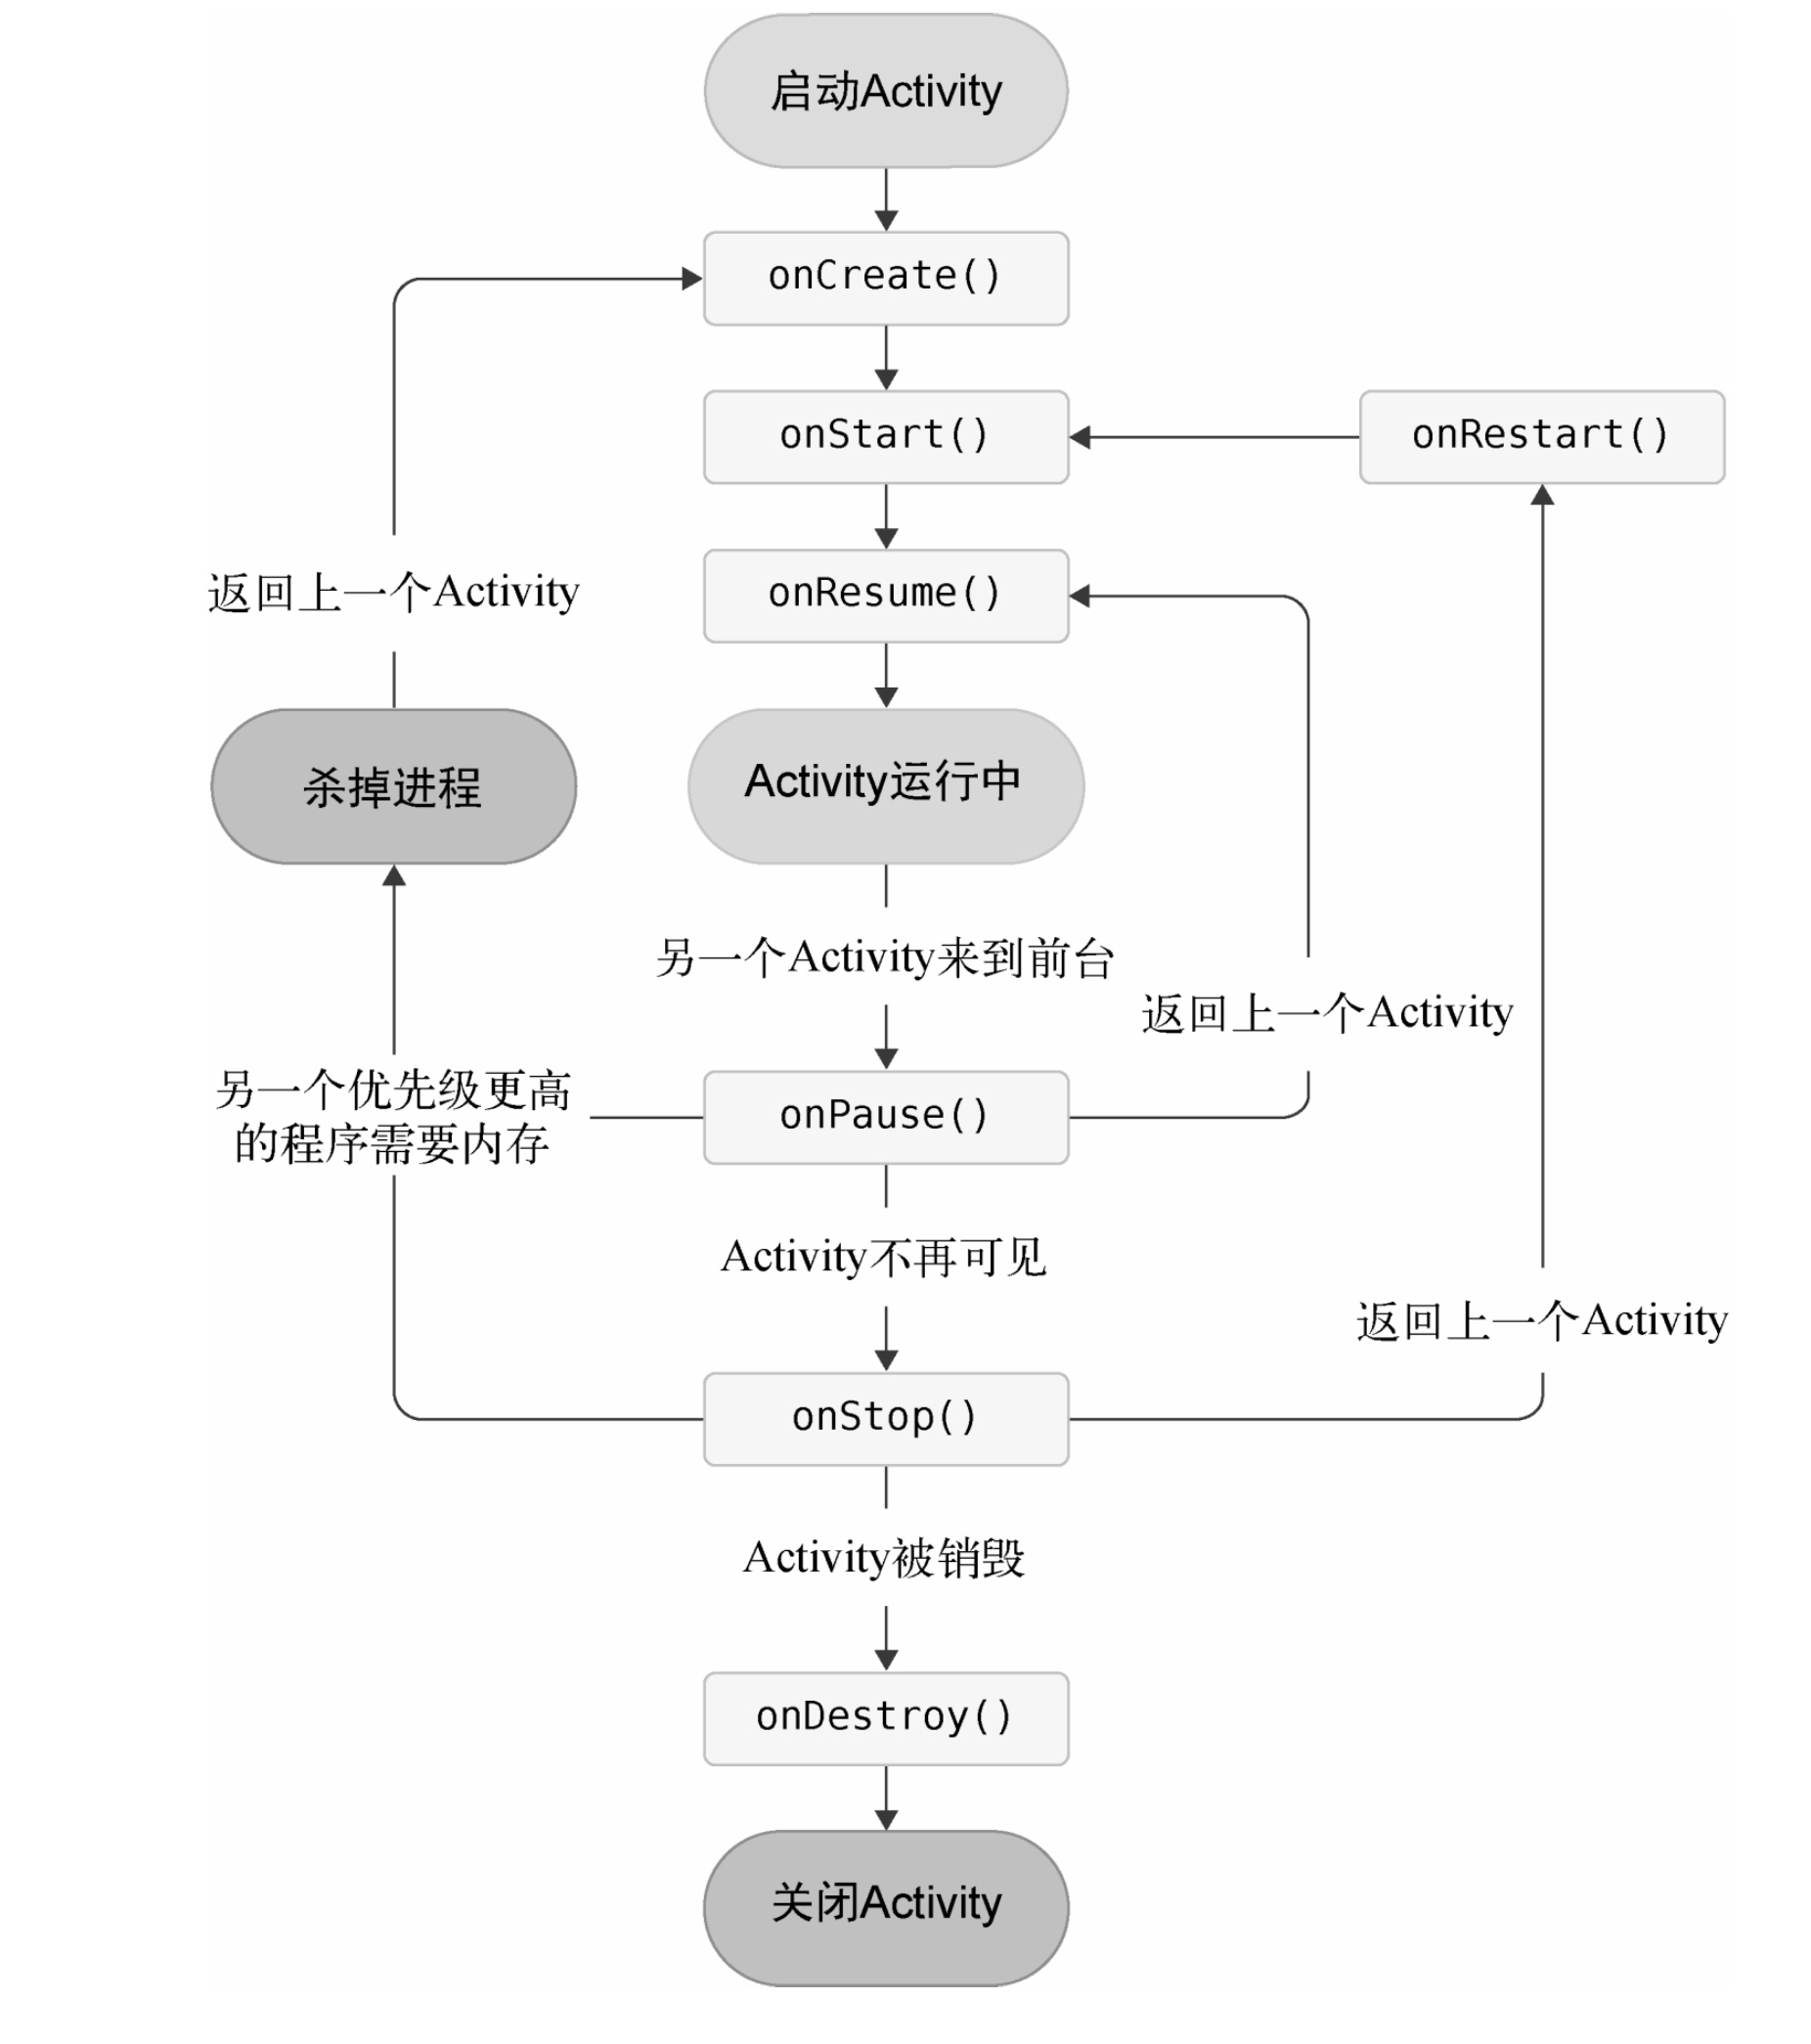 启动Activity
onCreate()
onStart()
onRestart()
返回上一个Activity
onResume()
杀掉进程
Activity运行中
另一个Activity来到前台
返回上一个Activity
另一个优先级更高
的程序需要内存
onPause()
Activity不再可见
返回上一个Activity
onStop()
Activity被销毁
onDestroy()
关闭Activity